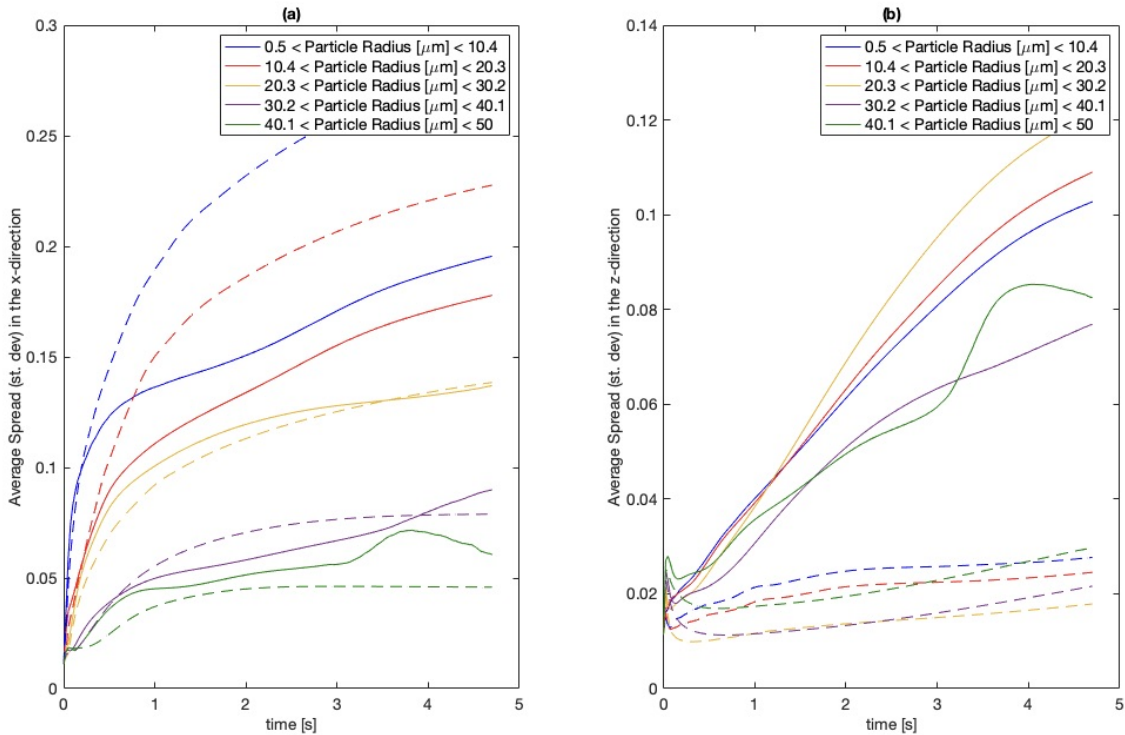 (a)
0.3
0.25
0.2
0.15
0.1
0.05
0
0 1 2 3 4 5
time [s]
Average Spread (st. dev) in the x-direction
0.5 < Particle Radius [μm] < 10.4
10.4 < Particle Radius [μm] < 20.3
20.3 < Particle Radius [μm] < 30.2
30.2 < Particle Radius [μm] < 40.1
40.1 < Particle Radius [μm] < 50
(b)
0.14
0.12
0.1
0.08
0.06
0.04
0.02
0
0 1 2 3 4 5
time [s]
Average Spread (st. dev) in the z-direction
0.5 < Particle Radius [μm] < 10.4
10.4 < Particle Radius [μm] < 20.3
20.3 < Particle Radius [μm] < 30.2
30.2 < Particle Radius [μm] < 40.1
40.1 < Particle Radius [μm] < 50